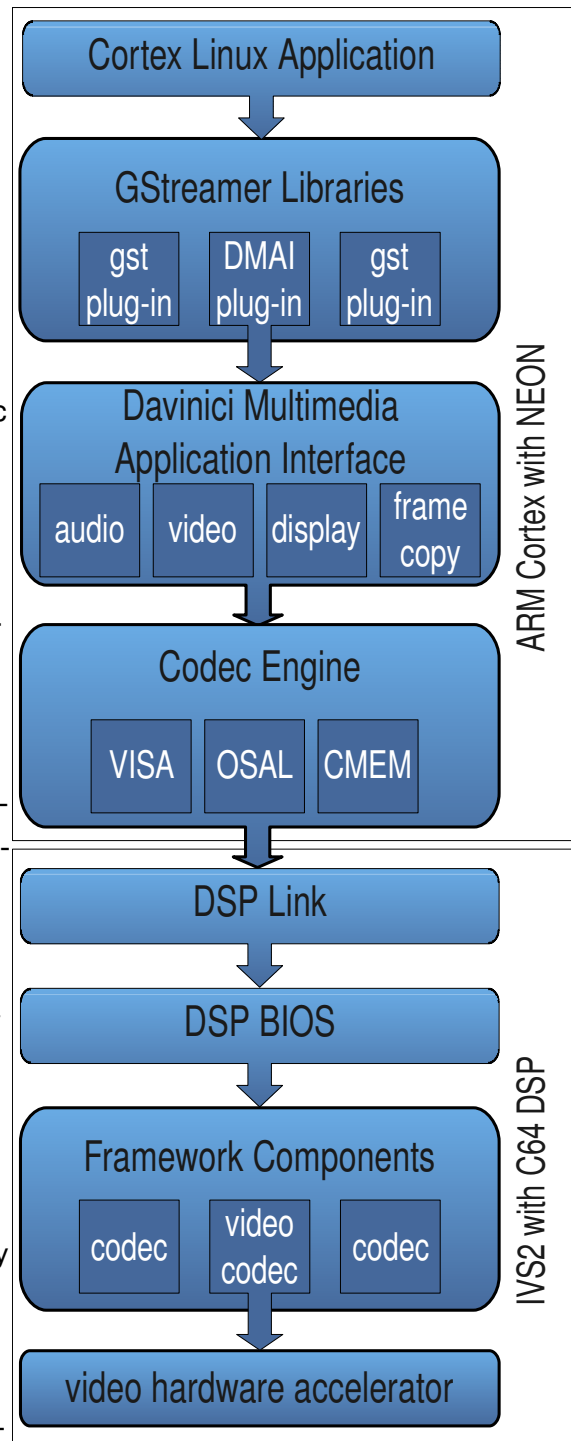 Cortex Linux Application
GStreamer Libraries
gst
plug-in
DMAI
plug-in
gst
plug-in
c
Davinici Multimedia
Application Interface
audio
video
display
frame
copy
ARM Cortex with NEON
Codec Engine
VISA
OSAL
CMEM
DSP Link
DSP BIOS
Framework Components
codec
video
codec
codec
y
IVS2 with C64 DSP
video hardware accelerator